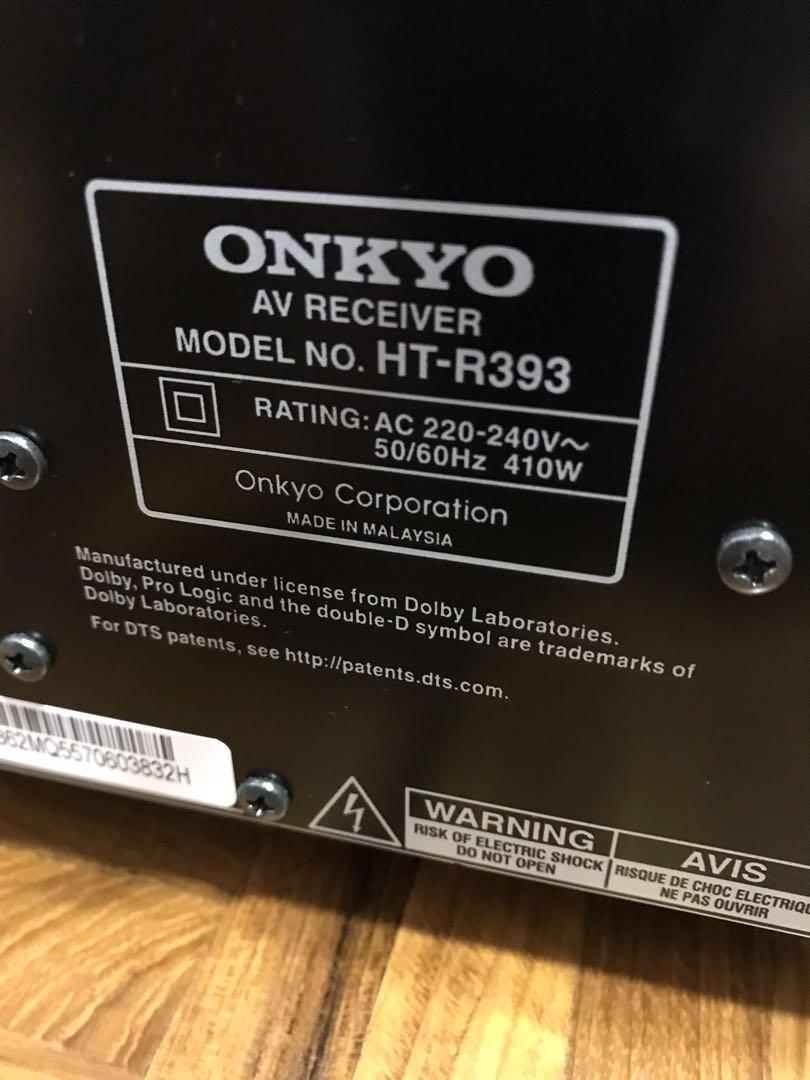 ONKYO
AV RECEIVER
MODEL NO. HT-R393
RATING: AC 220-240V~
50/60Hz 410W
Onkyo Corporation
MADE IN MALAYSIA
Manufactured under license from Dolby Laboratories.
Dolby, Pro Logic and the double-D symbol are trademarks of
Dolby Laboratories.
For DTS patents, see http://patents.dts.com.
62MQ5570603832H
WARNING
RISK OF ELECTRIC SHOCK
DO NOT OPEN
AVIS
RISQUE DE CHOC ELECTRIQU
NE PAS OUVRIR